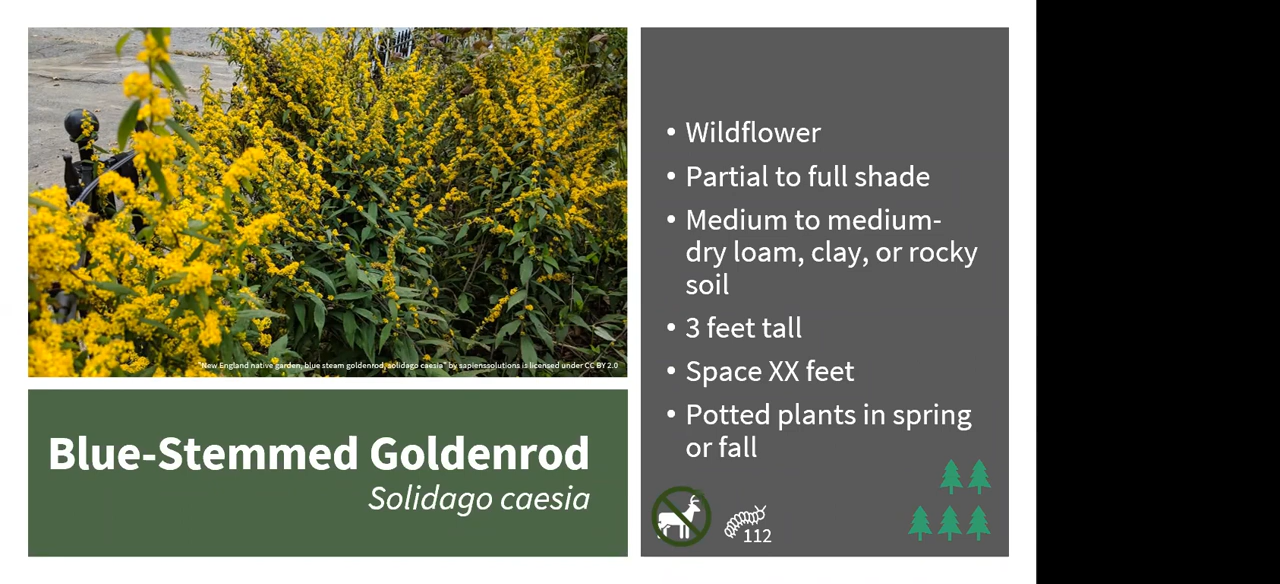 "New England native garden, blue steam goldenrod, solidago caesia" by sapienssolutions is licensed under CC BY 2.0
Blue-Stemmed Goldenrod
Solidago caesia
• Wildflower
• Partial to full shade
• Medium to medium-
dry loam, clay, or rocky
soil
• 3 feet tall
• Space XX feet
• Potted plants in spring
or fall
112